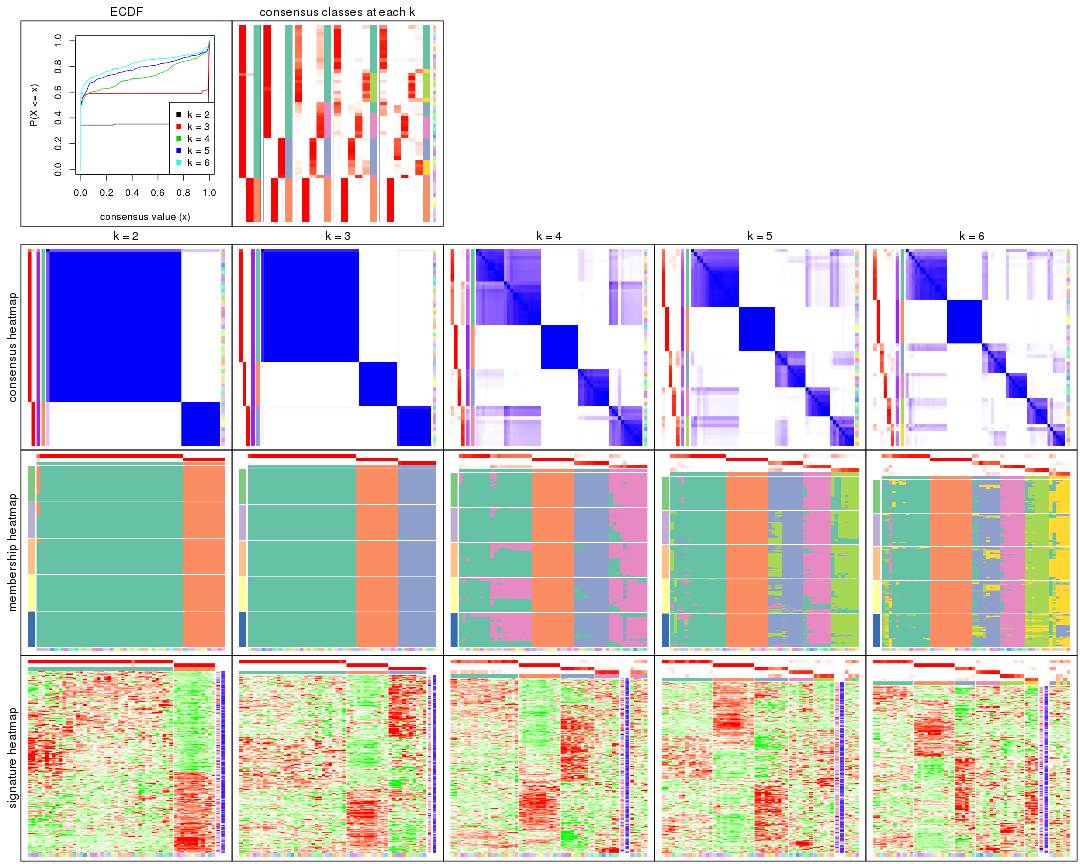 ECDF
consensus classes at each k
P(X <= x)
0.0 0.2 0.4 0.6 0.8 1.0
k = 2
k = 3
k = 4
k = 5
k = 6
0.0 0.2 0.4 0.6 0.8 1.0
consensus value (x)
k = 2
k = 3
k = 4
k = 5
k = 6
consensus heatmap
membership heatmap
signature heatmap